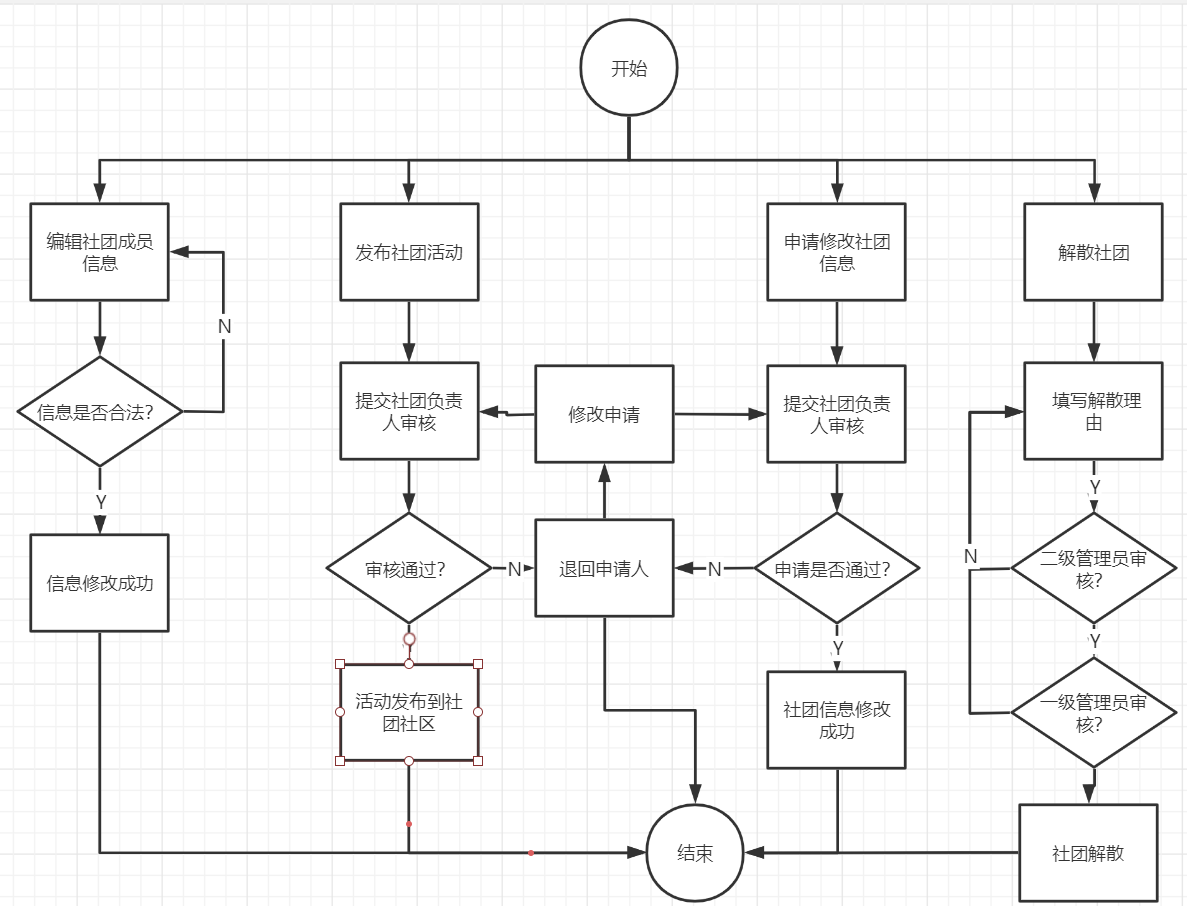 开始
编辑社团成员
信息
发布社团活动
申请修改社团
信息
解散社团
N
信息是否合法?
提交社团负责
人审核
修改申请
提交社团负责
人审核
填写解散理
由
Y
Y
信息修改成功
审核通过?
N
退回申请人
N
申请是否通过?
N
二级管理员审
核?
Y
Y
活动发布到社
团社区
社团信息修改
成功
一级管理员审
核?
结束
社团解散